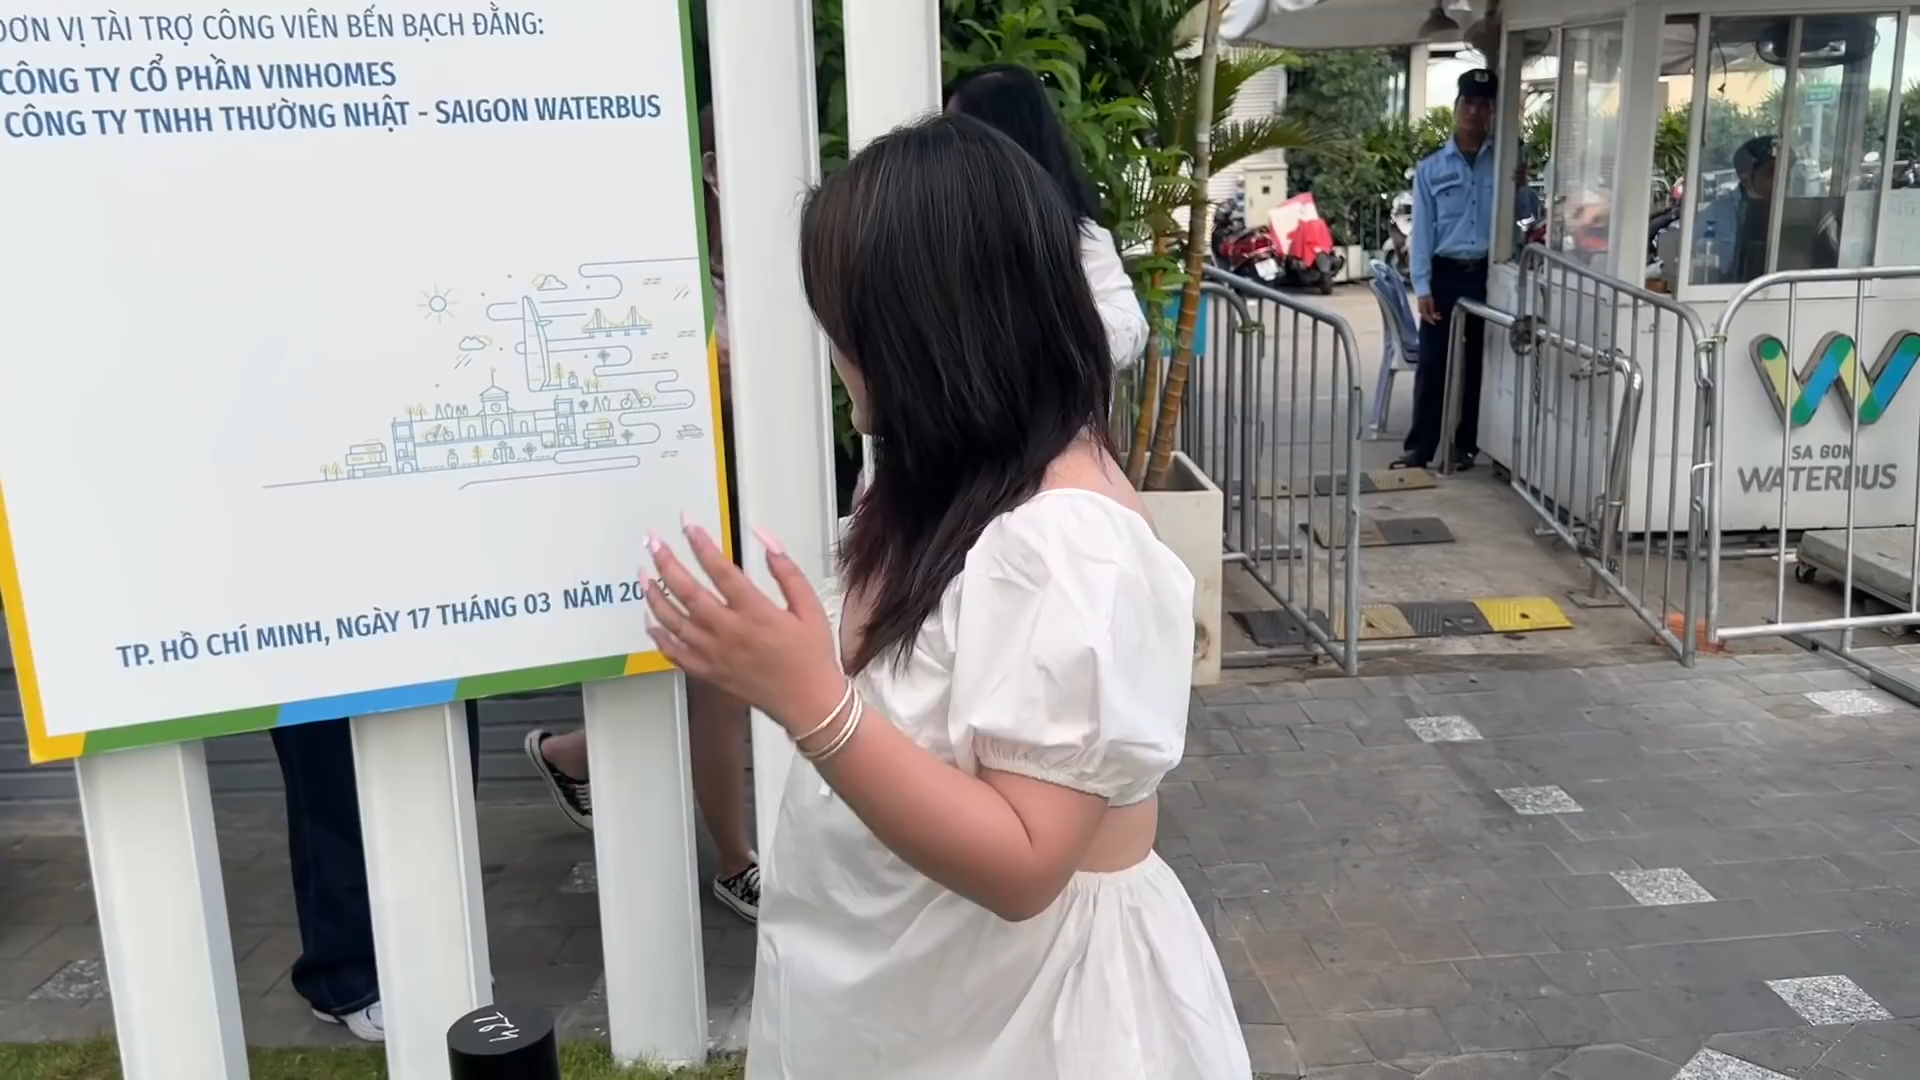 ĐƠN VỊ TÀI TRỢ CÔNG VIÊN BẾN BẠCH ĐẰNG:
CÔNG TY CỔ PHẦN VINHOMES
CÔNG TY TNHH THƯỜNG NHẬT - SAIGON WATERBUS
TP. HỒ CHÍ MINH, NGÀY 17 THÁNG 03 NĂM
SA GON
WATERBUS